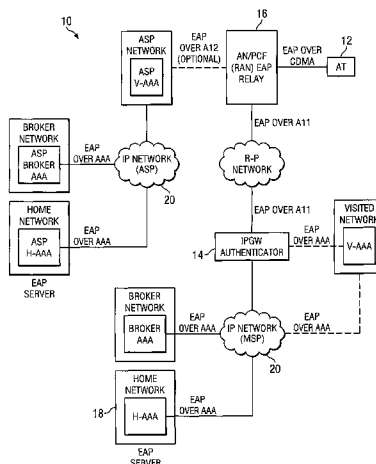 10
ASP
NETWORK
ASP
V-AAA
EAP
OVER A12
(OPTIONAL)
16
AN/PCF
(RAN) EAP
RELAY
EAP OVER
CDMA
12
AT
EAP OVER A11
BROKER
NETWORK
ASP
BROKER
AAA
EAP
OVER AAA
IP NETWORK
(ASP)
20
R-P
NETWORK
HOME
NETWORK
ASP
H-AAA
EAP
OVER AAA
EAP
SERVER
EAP OVER A11
VISITED
NETWORK
V-AAA
14
IPGW
AUTHENTICATOR
EAP
OVER AAA
BROKER
NETWORK
BROKER
AAA
EAP
OVER AAA
IP NETWORK
(MSP)
EAP
OVER AAA
20
18
HOME
NETWORK
H-AAA
EAP
OVER AAA
EAP
SERVER